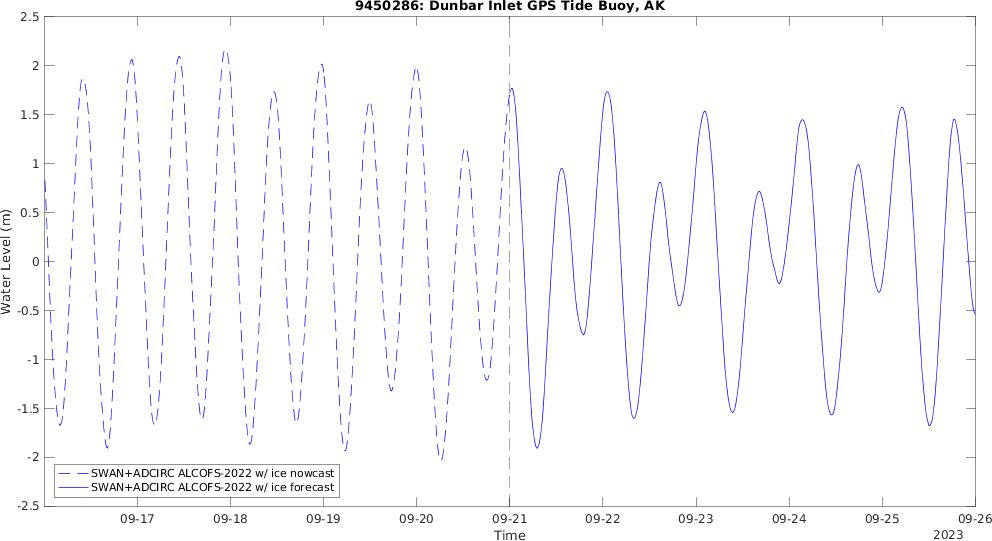 9450286: Dunbar Inlet GPS Tide Buoy, AK
2.5
2
1.5
1
0.5
0
-0.5
-1
-1.5
-2
-2.5
Water Level (m)
SWAN+ADCIRC ALCOFS-2022 w/ ice nowcast
SWAN+ADCIRC ALCOFS-2022 w/ ice forecast
09-17 09-18 09-19 09-20 09-21 09-22 09-23 09-24 09-25 09-26
Time
2023